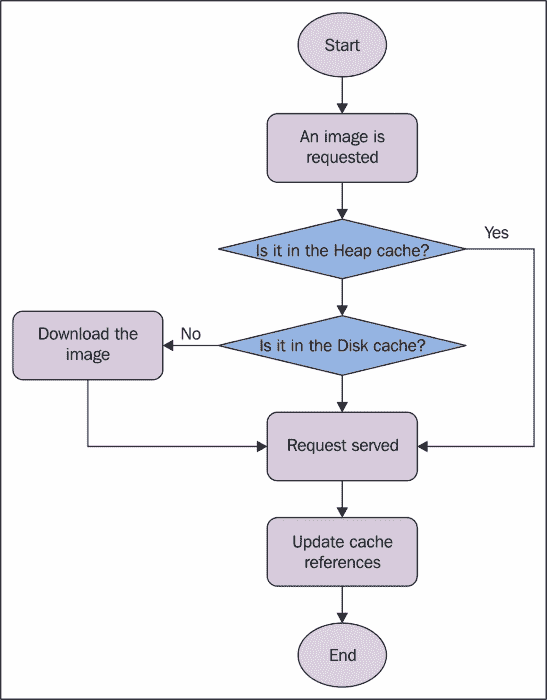 Start
An image is
requested
Is it in the Heap cache?
Yes
Is it in the Disk cache?
No
Download the
image
Request served
Update cache
references
End